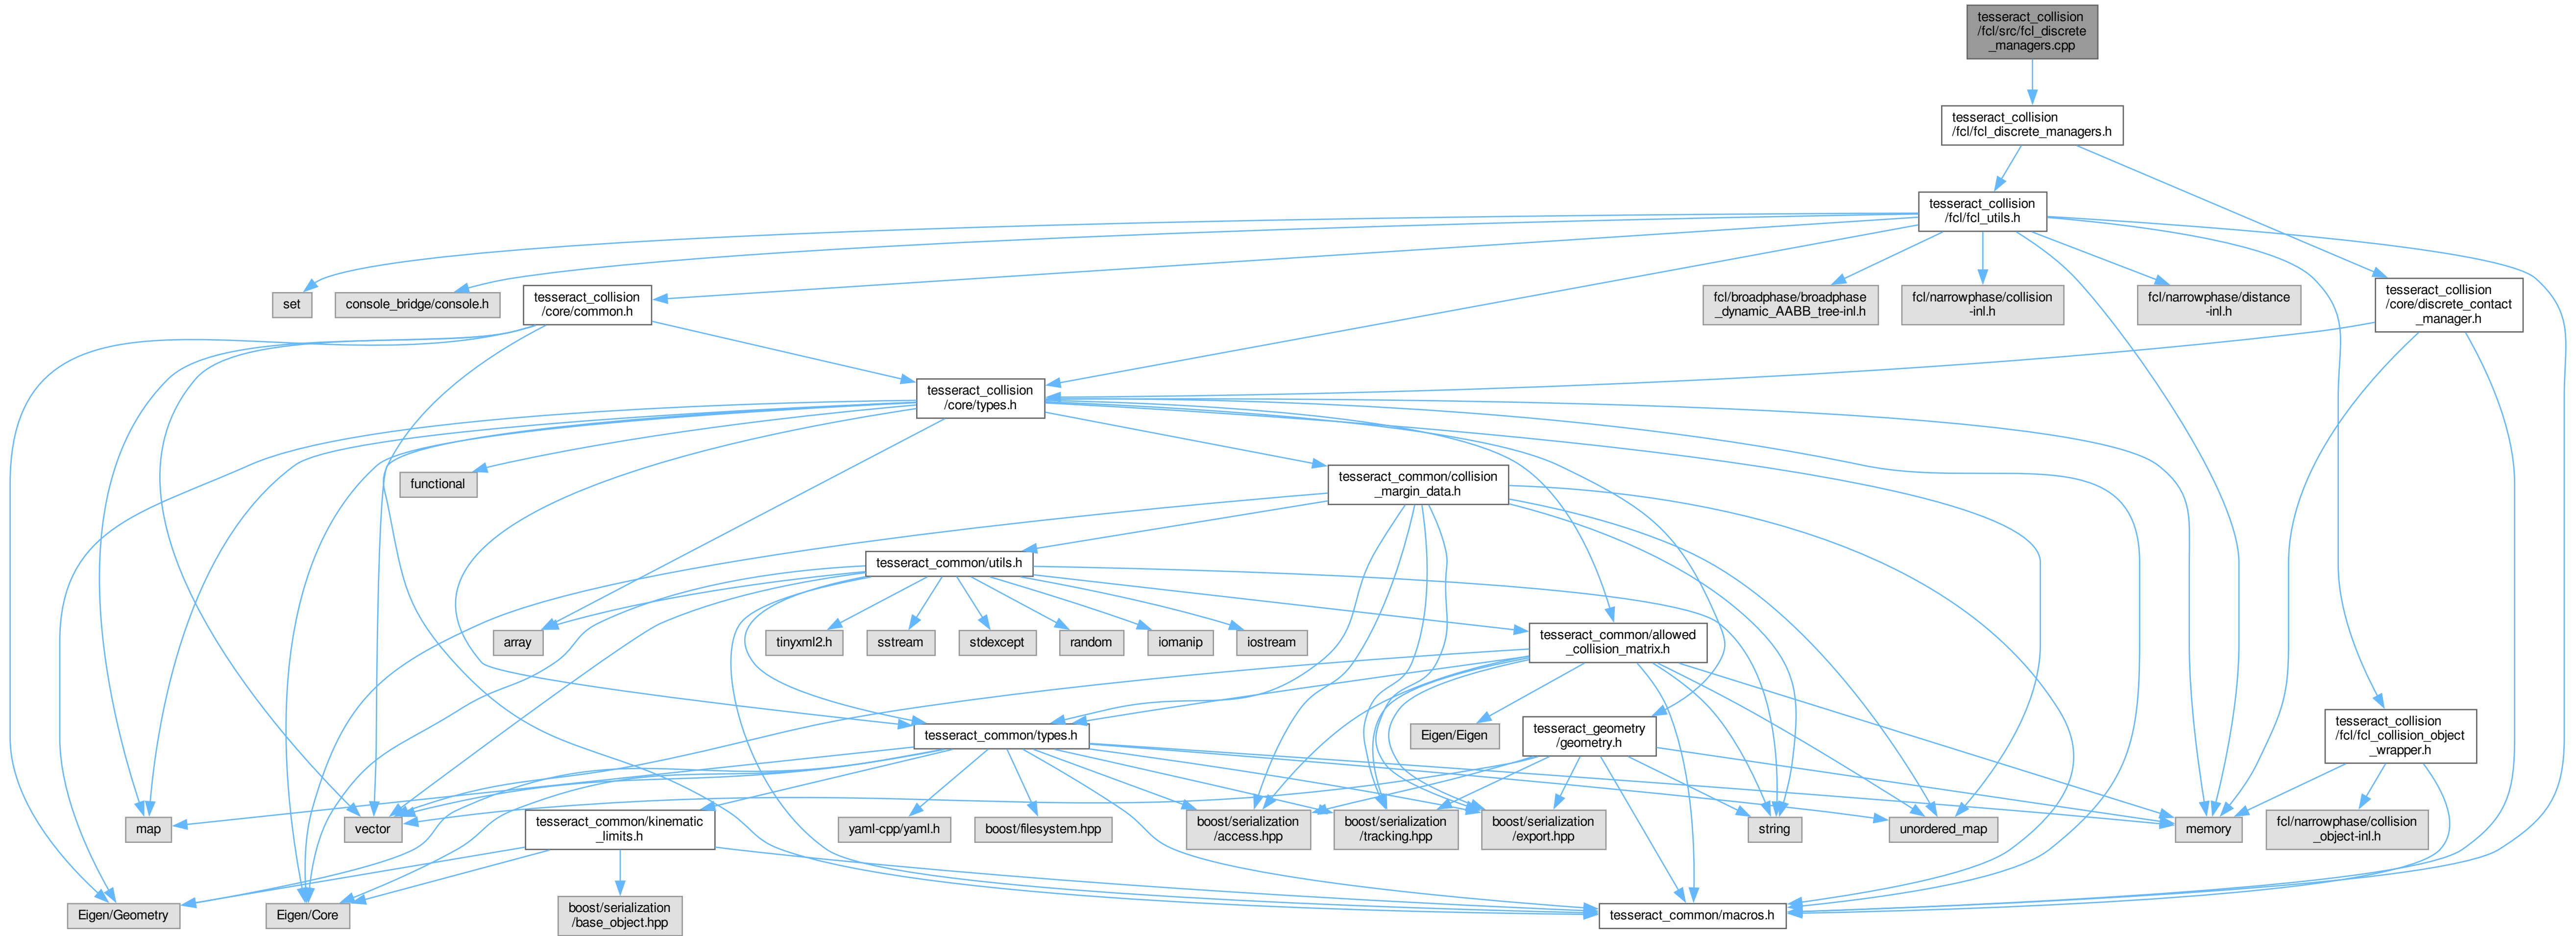 tesseract_collision
/fcl/src/fcl_discrete
_managers.cpp
tesseract_collision
/fcl/fcl_discrete_managers.h
tesseract_collision
/fcl/fcl_utils.h
set
console_bridge/console.h
tesseract_collision
/core/common.h
fcl/broadphase/broadphase
_dynamic_AABB_tree-inl.h
fcl/narrowphase/collision
-inl.h
fcl/narrowphase/distance
-inl.h
tesseract_collision
/core/discrete_contact
_manager.h
tesseract_collision
/core/types.h
functional
tesseract_common/collision
_margin_data.h
tesseract_common/utils.h
array
tinyxml2.h
sstream
stdexcept
random
iomanip
iostream
tesseract_common/allowed
_collision_matrix.h
tesseract_common/types.h
Eigen/Eigen
tesseract_geometry
/geometry.h
tesseract_collision
/fcl/fcl_collision_object
_wrapper.h
map
vector
tesseract_common/kinematic
_limits.h
yaml-cpp/yaml.h
boost/filesystem.hpp
boost/serialization
/access.hpp
boost/serialization
/tracking.hpp
boost/serialization
/export.hpp
string
unordered_map
memory
fcl/narrowphase/collision
_object-inl.h
Eigen/Geometry
Eigen/Core
boost/serialization
/base_object.hpp
tesseract_common/macros.h